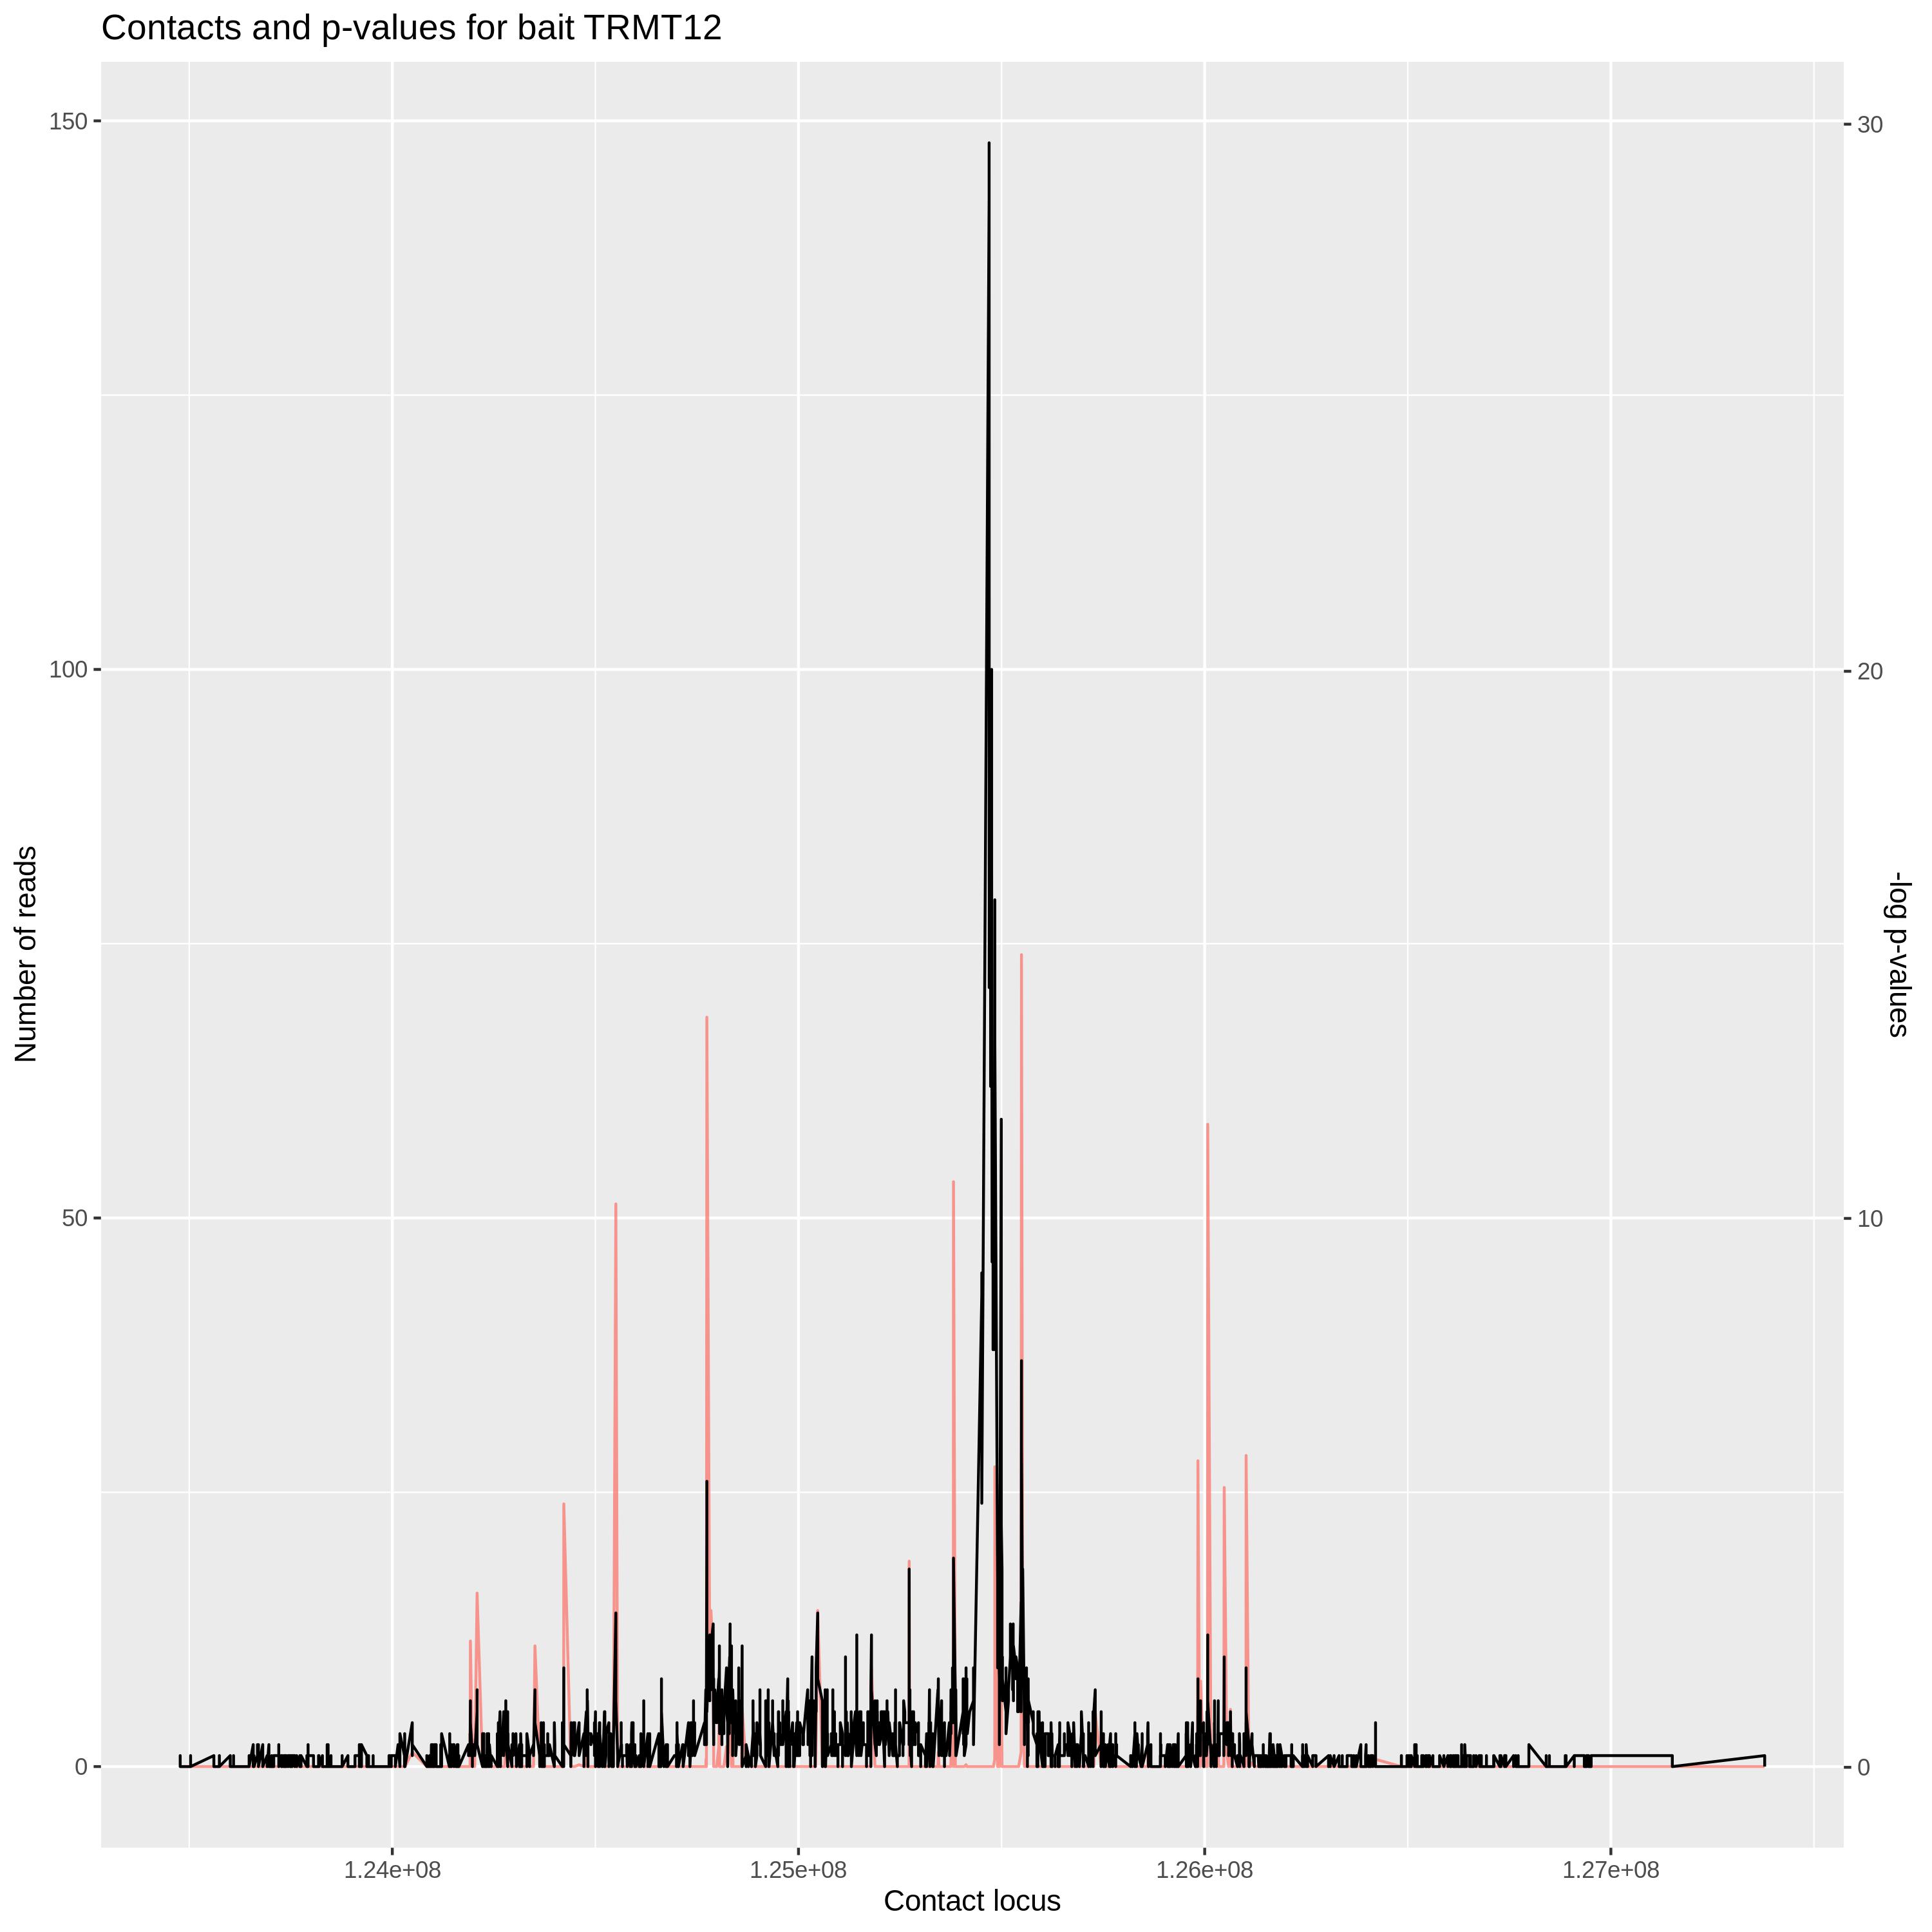 Contacts and p-values for bait TRMT12
150
100
50
0
Number of reads
30
20
10
0
-log p-values
1.24e+08
1.25e+08
1.26e+08
1.27e+08
Contact locus